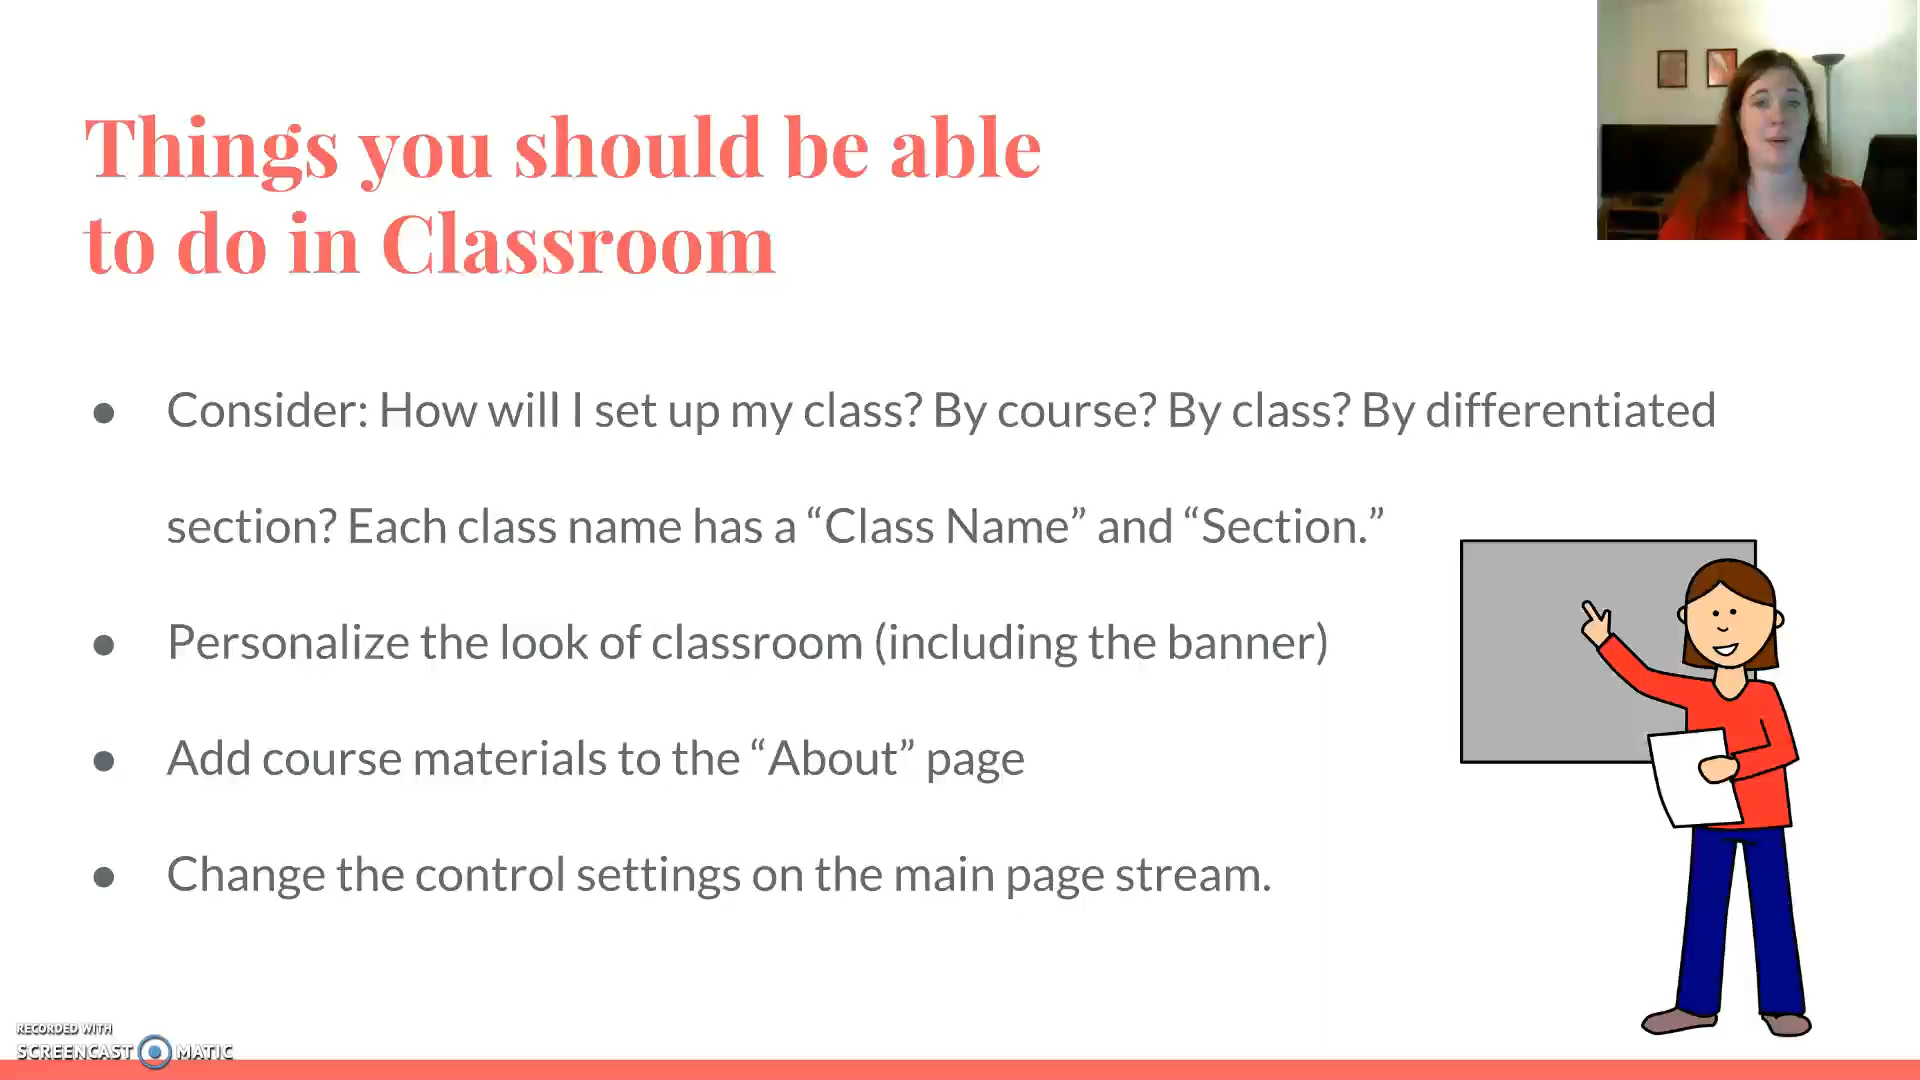 Things you should be able
to do in Classroom
● Consider: How will I set up my class? By course? By class? By differentiated
section? Each class name has a “Class Name” and “Section.”
● Personalize the look of classroom (including the banner)
● Add course materials to the “About” page
● Change the control settings on the main page stream.
RECORDED WITH
SCREENCAST MATIC